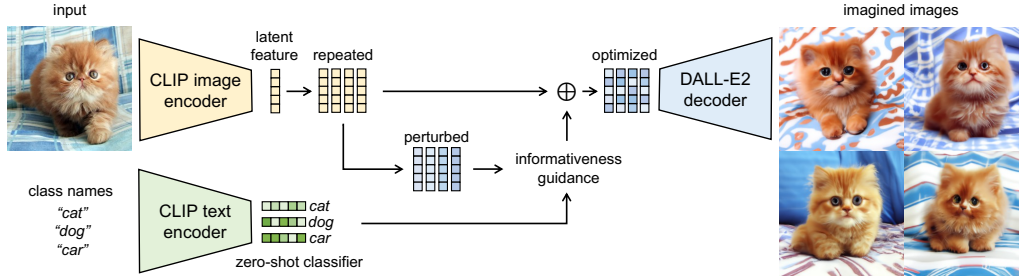 input
imagined images
latent
feature
repeated
optimized
CLIP image
encoder
DALL-E2
decoder
perturbed
informativeness
guidance
class names
“cat”
“dog”
“car”
CLIP text
encoder
cat
dog
car
zero-shot classifier